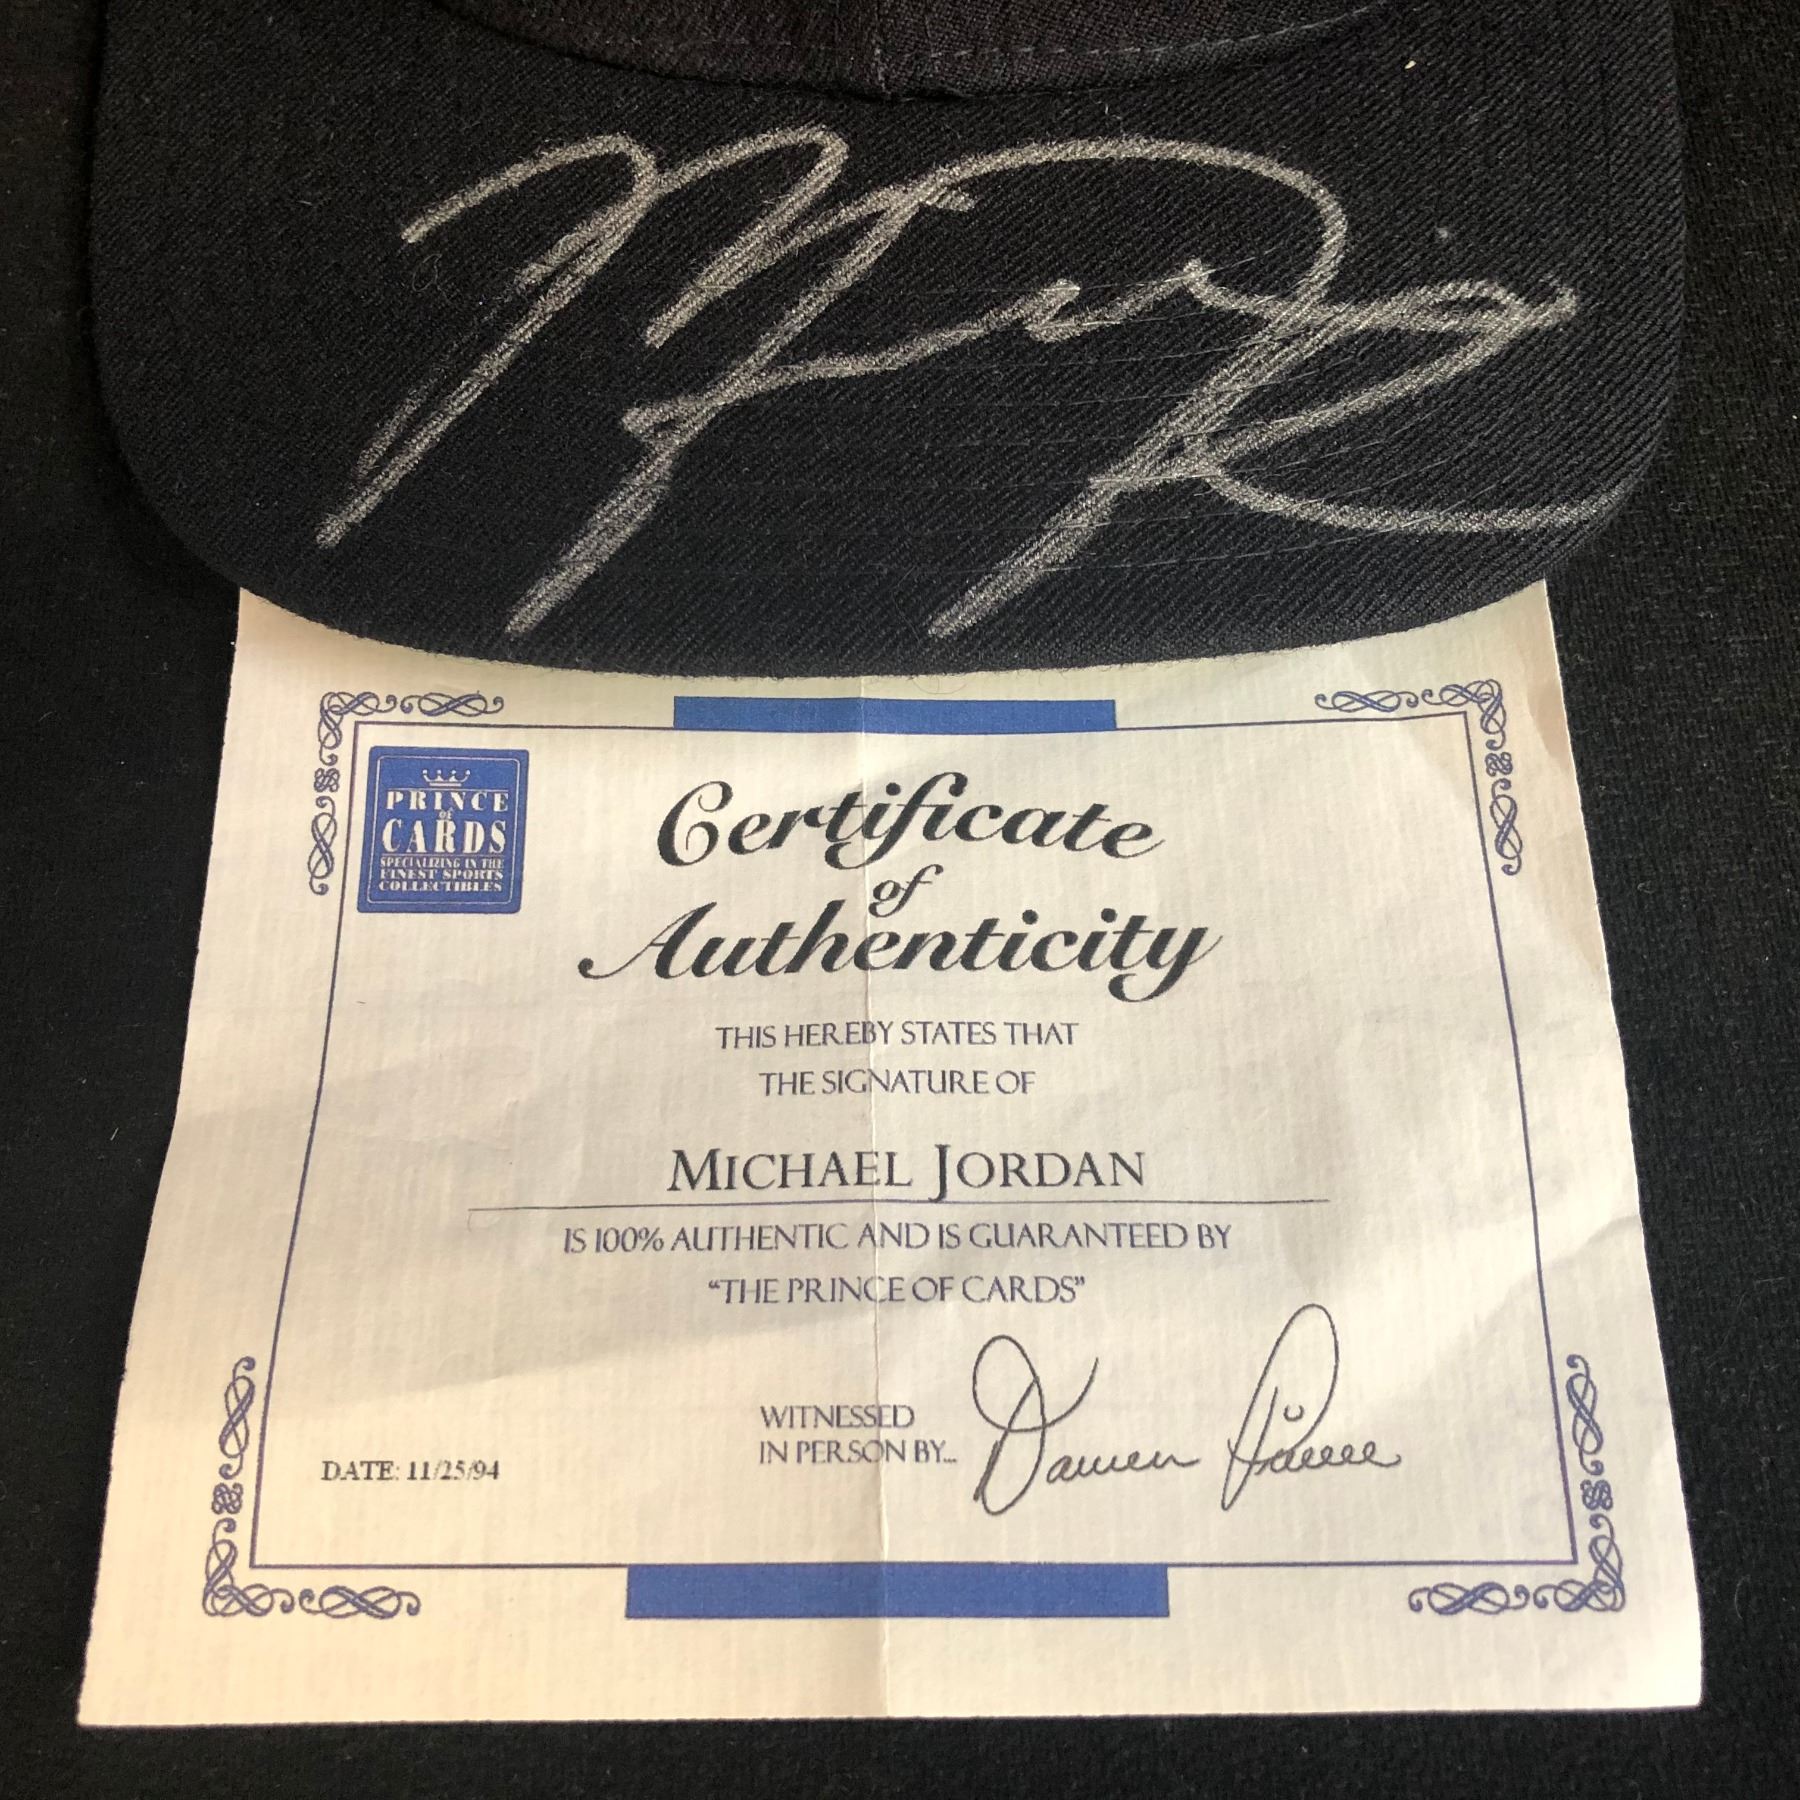 PRINCE
OF
CARDS
SPECIALIZING IN THE
FINEST SPORTS
COLLECTIBLES
Certificate
of
Authenticity
THIS HEREBY STATES THAT
THE SIGNATURE OF
MICHAEL JORDAN
IS 100% AUTHENTIC AND IS GUARANTEED BY
"THE PRINCE OF CARDS"
WITNESSED
IN PERSON BY... Darren Prince
DATE: 11/25/94